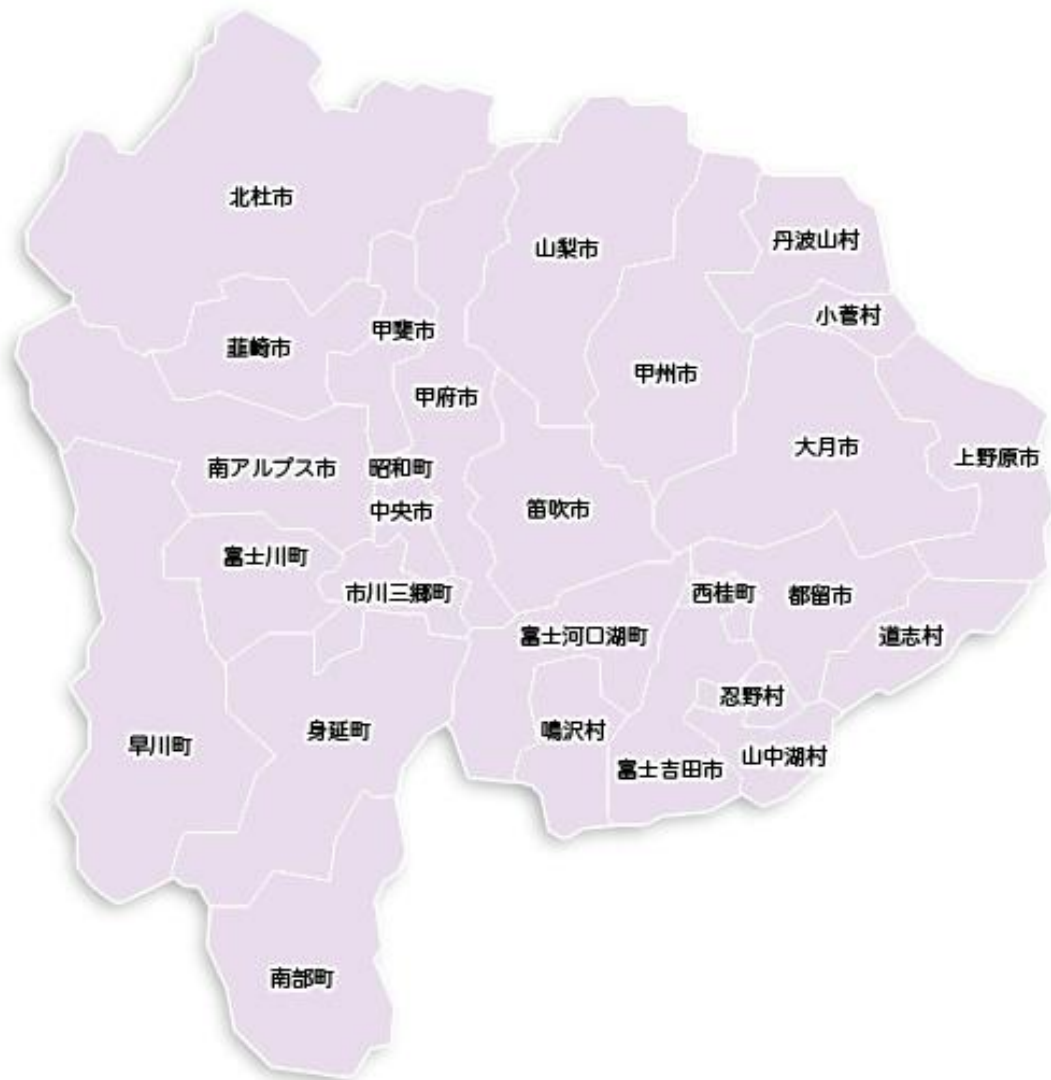 北杜市
山梨市
丹波山村
小菅村
甲斐市
韮崎市
甲州市
甲府市
大月市
上野原市
南アルプス市
昭和町
笛吹市
中央市
富士川町
市川三郷町
西桂町
都留市
富士河口湖町
道志村
忍野村
鳴沢村
身延町
早川町
山中湖村
富士吉田市
南部町